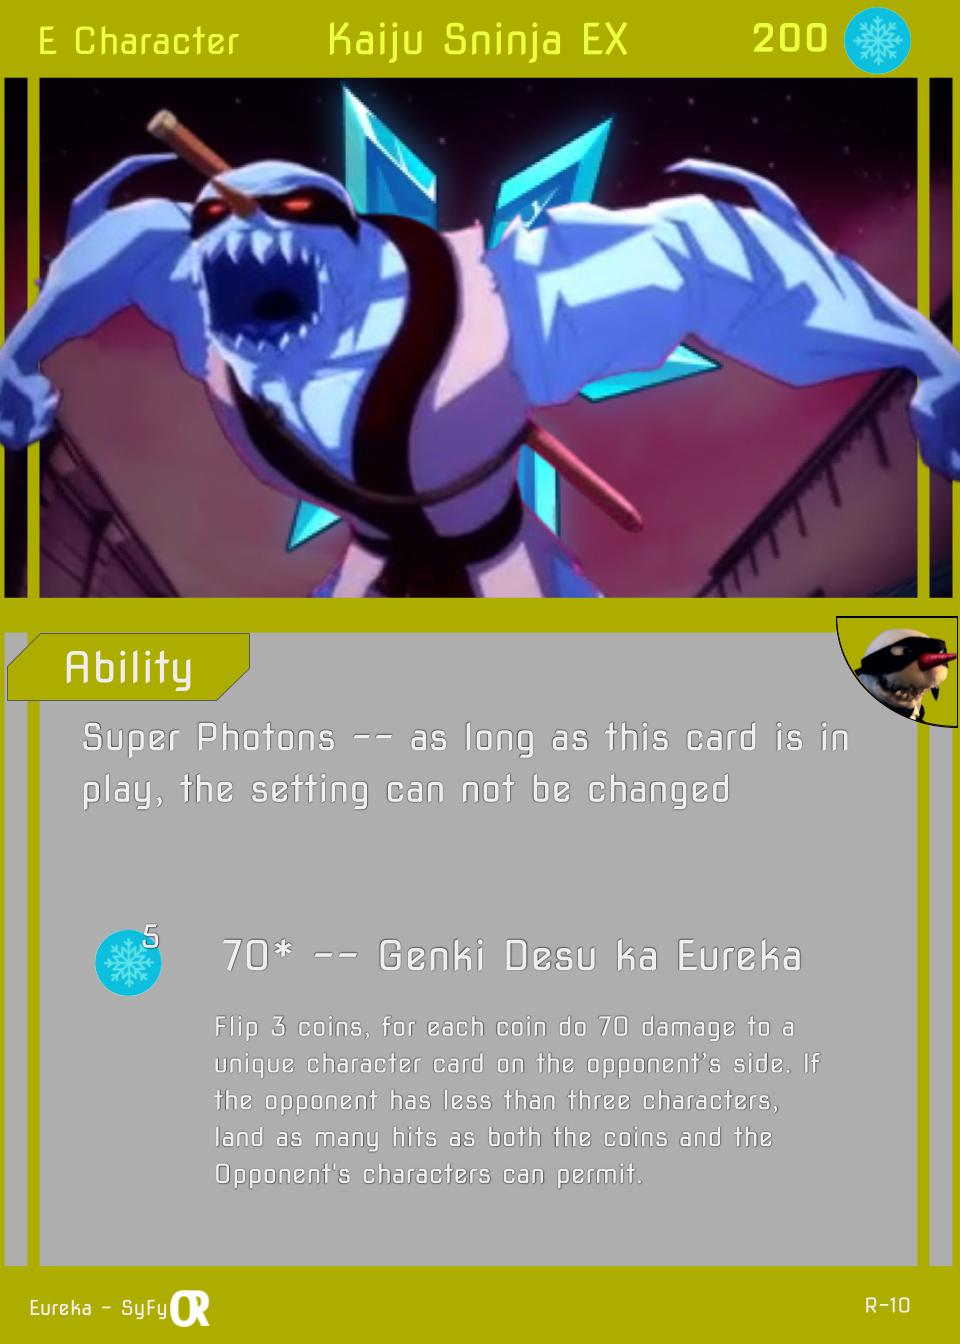 E Character Kaiju Sninja EX 200
Ability
Super Photons -- as long as this card is in
play, the setting can not be changed
5
70* -- Genki Desu ka Eureka
Flip 3 coins, for each coin do 70 damage to a
unique character card on the opponent's side. If
the opponent has less than three characters,
land as many hits as both the coins and the
Opponent's characters can permit.
Eureka - SyFy OR R-10